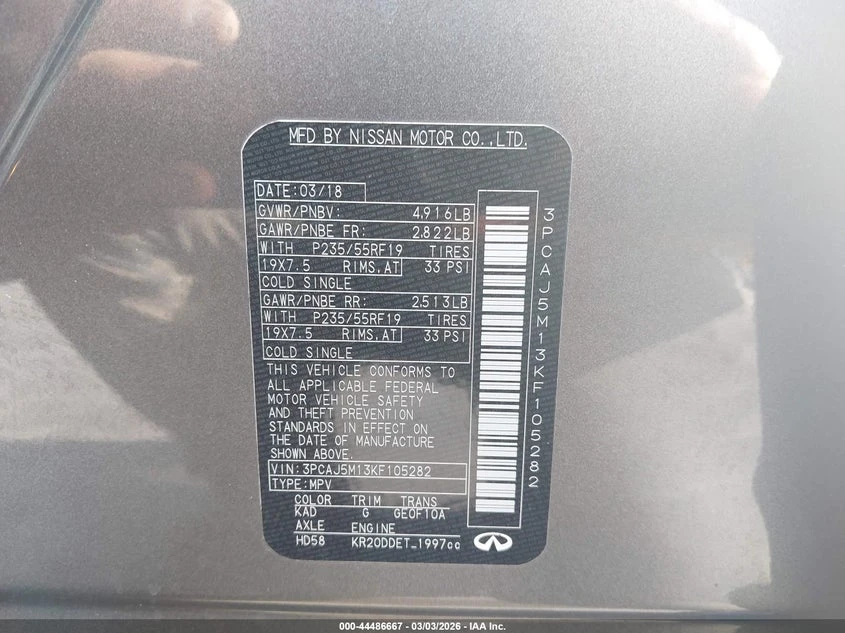 MFD BY NISSAN MOTOR CO.,LTD.
DATE:03/18
GVWR/PNBV: 4,916LB
GAWR/PNBE FR: 2,822LB
WITH P235/55RF19 TIRES
19X7.5 RIMS.AT 33 PSI
COLD SINGLE
GAWR/PNBE RR: 2,513LB
WITH P235/55RF19 TIRES
19X7.5 RIMS.AT 33 PSI
COLD SINGLE
THIS VEHICLE CONFORMS TO
ALL APPLICABLE FEDERAL
MOTOR VEHICLE SAFETY
AND THEFT PREVENTION
STANDARDS IN EFFECT ON
THE DATE OF MANUFACTURE
SHOWN ABOVE.
VIN:3PCAJ5M13KF105282
TYPE:MPV
COLOR TRIM TRANS
KAD G GE0F10A
AXLE ENGINE
HD58 KR20DDET_1997cc
3PCAJ5M13KF105282
000-44486667 — 03/03/2026 — IAA Inc.